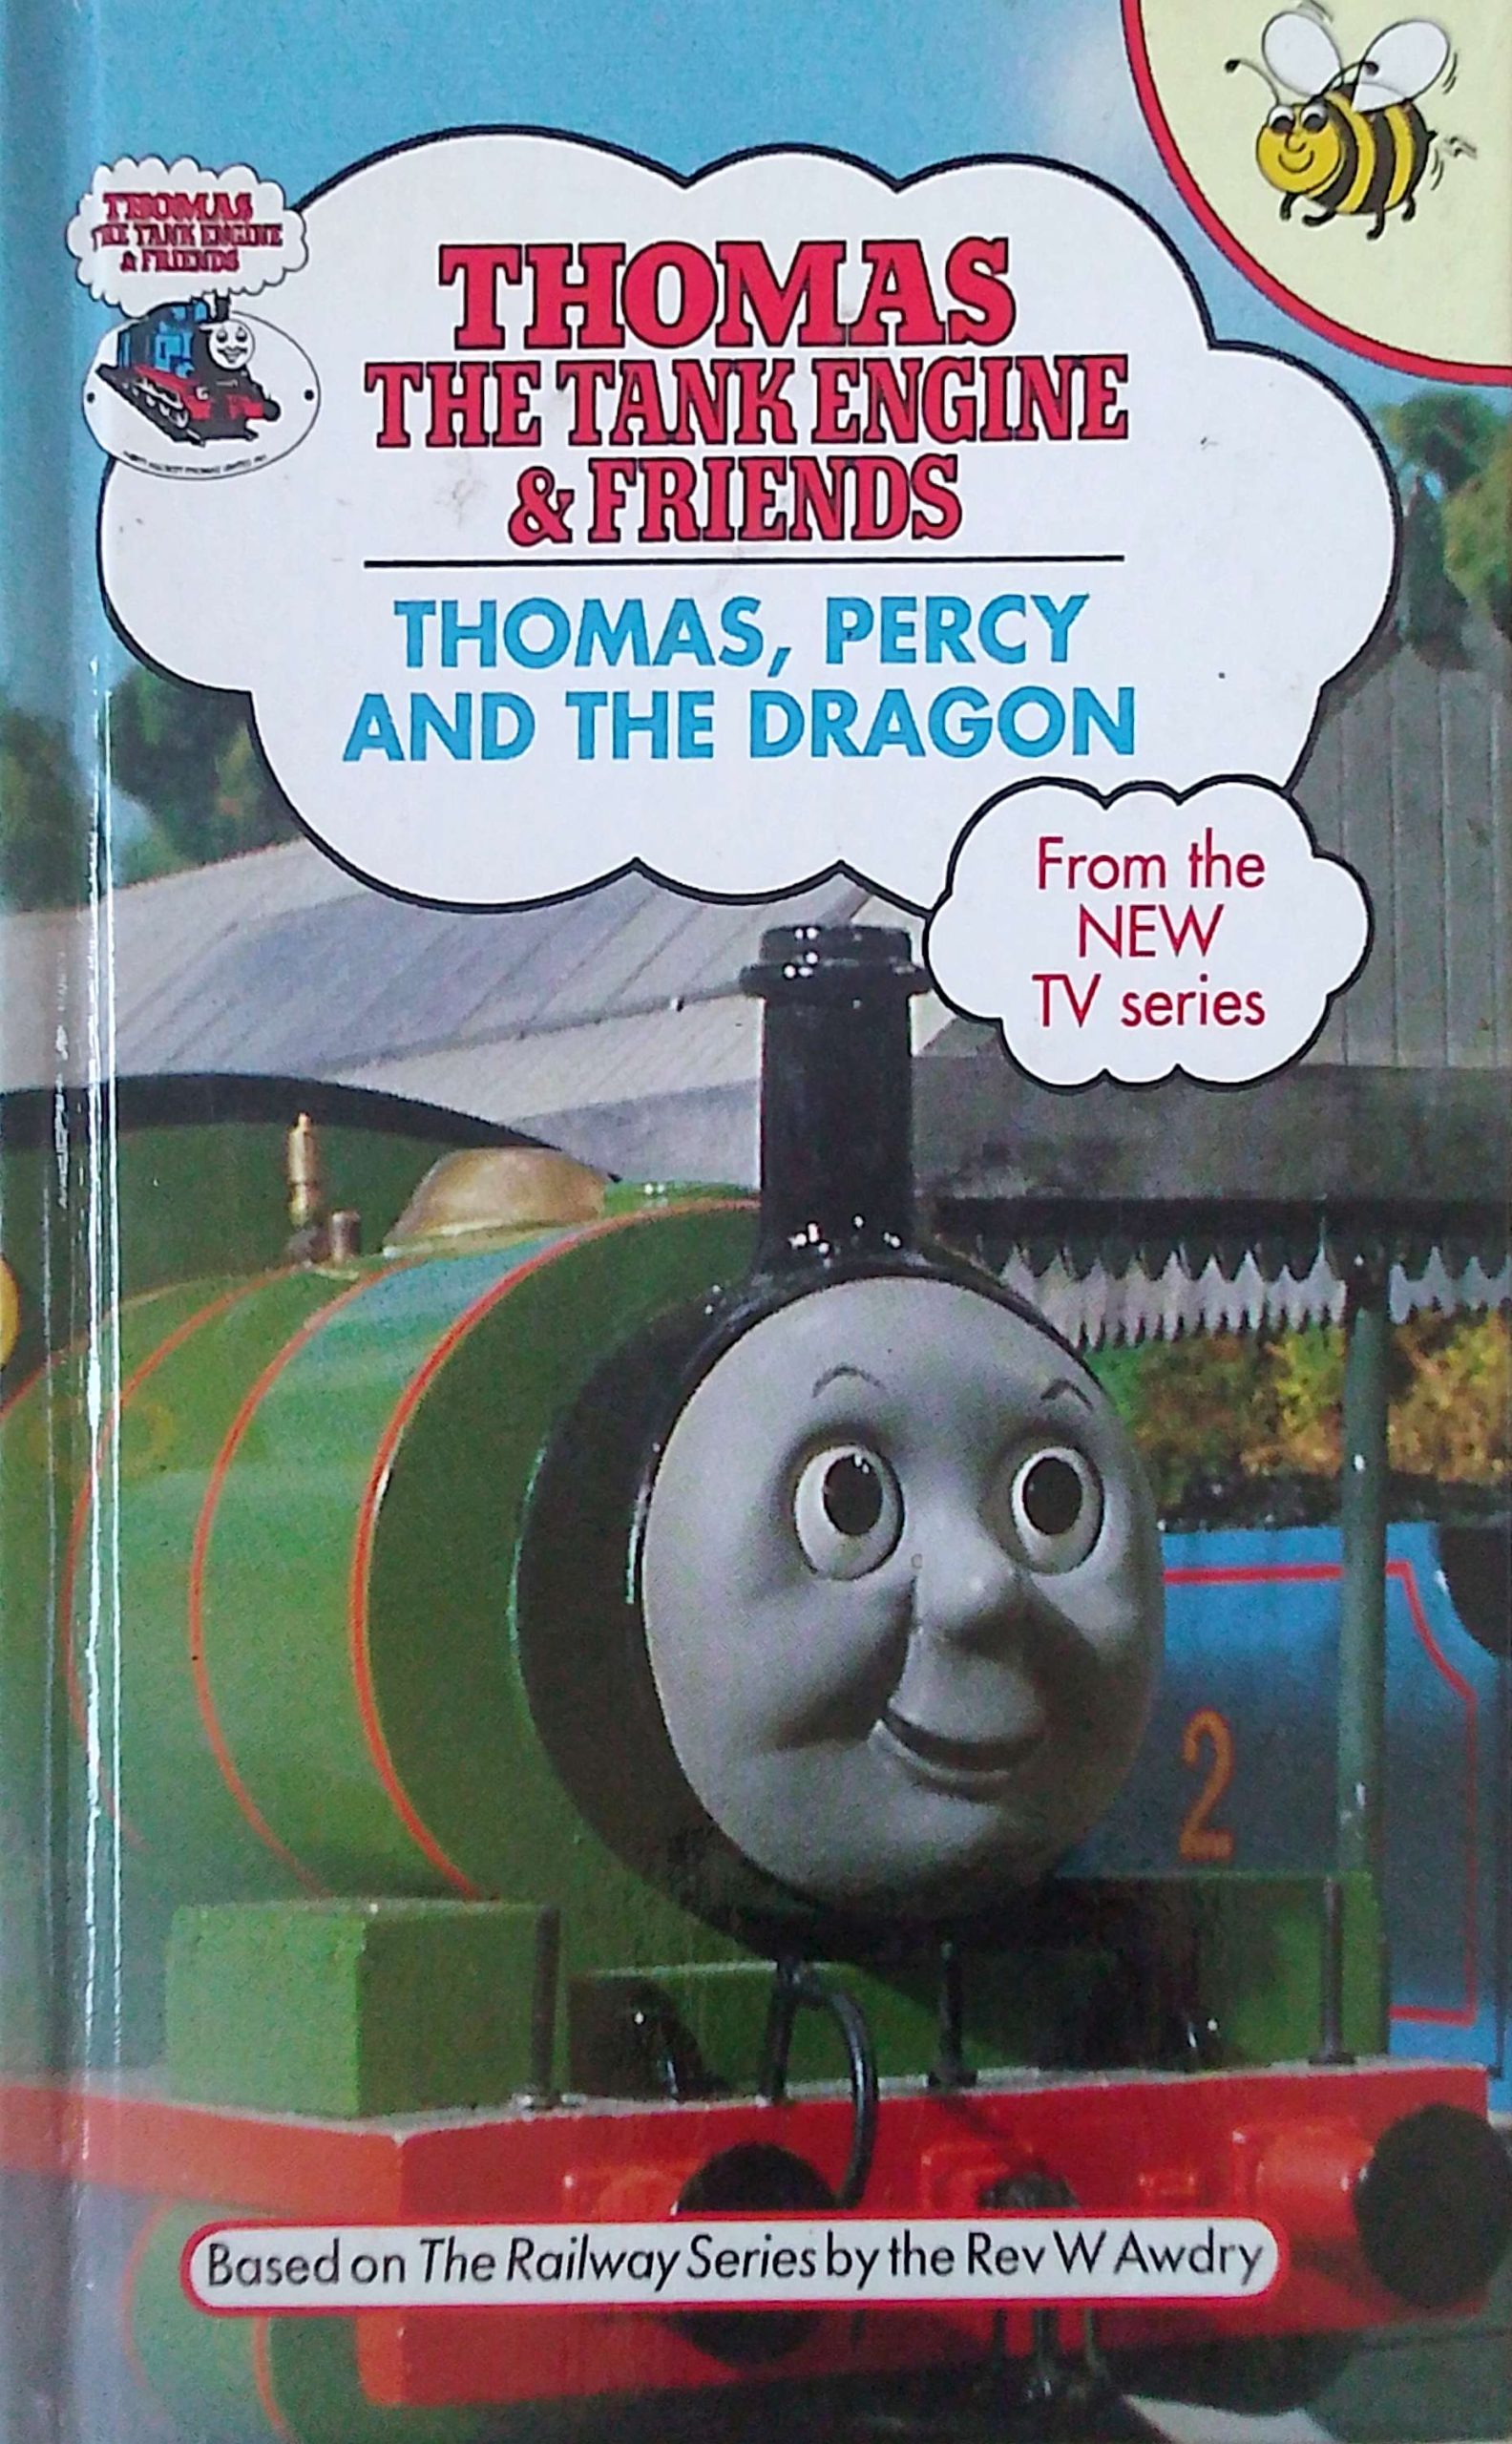 THOMAS
THE TANK ENGINE
& FRIENDS
THOMAS
THE TANK ENGINE
& FRIENDS
THOMAS, PERCY
AND THE DRAGON
From the
NEW
TV series
2
Based on The Railway Series by the Rev W Awdry